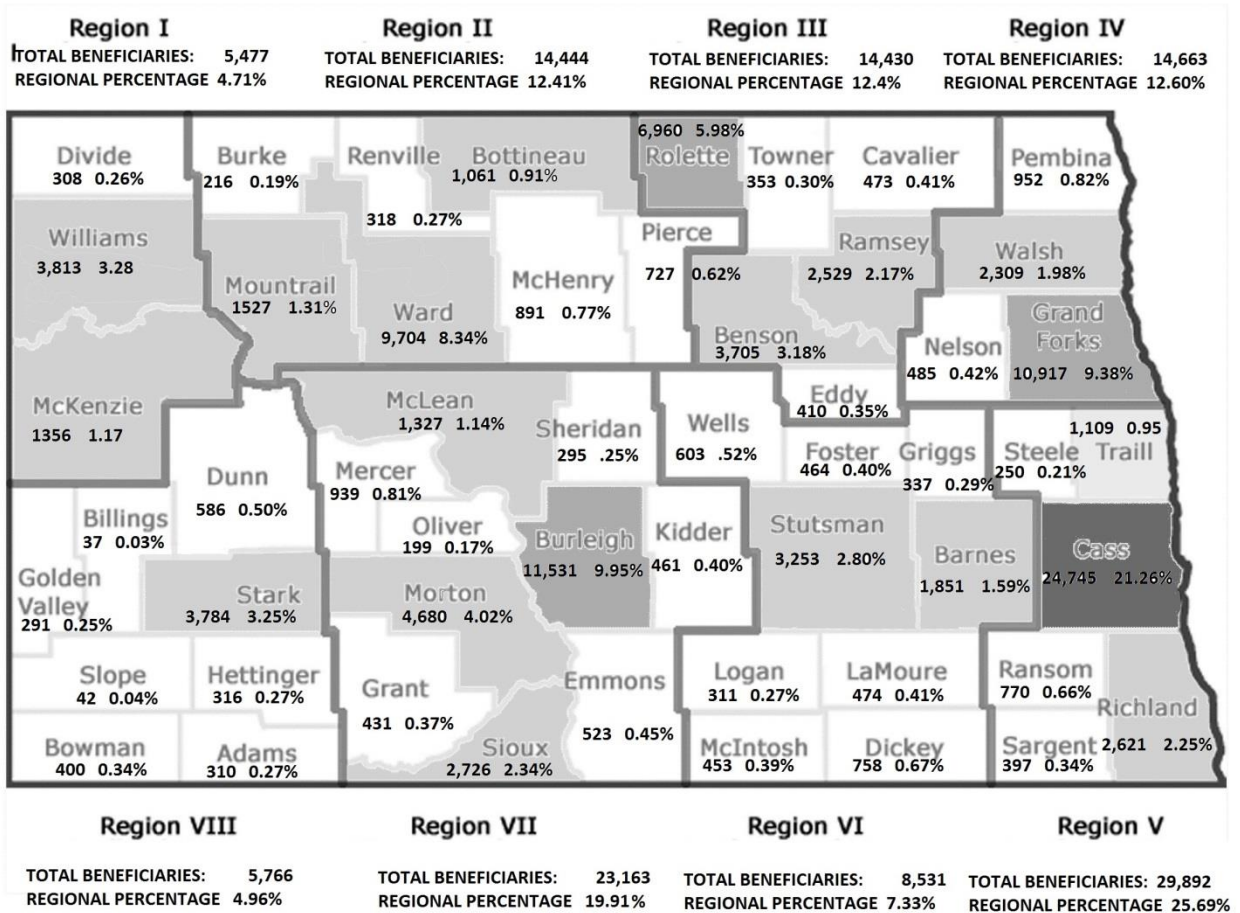 Region I
TOTAL BENEFICIARIES: 5,477
REGIONAL PERCENTAGE 4.71%
Region II
TOTAL BENEFICIARIES: 14,444
REGIONAL PERCENTAGE 12.41%
Region III
TOTAL BENEFICIARIES: 14,430
REGIONAL PERCENTAGE 12.4%
Region IV
TOTAL BENEFICIARIES: 14,663
REGIONAL PERCENTAGE 12.60%
Divide
308 0.26%
Burke
216 0.19%
Renville
318 0.27%
Bottineau
1,061 0.91%
6,960 5.98%
Rolette
Towner
353 0.30%
Cavalier
473 0.41%
Pembina
952 0.82%
Williams
3,813 3.28
Mountrail
1527 1.31%
Ward
9,704 8.34%
McHenry
891 0.77%
Pierce
727 0.62%
Ramsey
2,529 2.17%
Walsh
2,309 1.98%
Benson
3,705 3.18%
Nelson
485 0.42%
Grand
Forks
10,917 9.38%
McKenzie
1356 1.17
Dunn
586 0.50%
McLean
1,327 1.14%
Mercer
939 0.81%
Oliver
199 0.17%
Sheridan
295 .25%
Wells
603 .52%
Eddy
410 0.35%
Foster
464 0.40%
Griggs
337 0.29%
Steele
250 0.21%
1,109 0.95
Traill
Billings
37 0.03%
Golden
Valley
291 0.25%
Stark
3,784 3.25%
Morton
4,680 4.02%
Burleigh
11,531 9.95%
Kidder
461 0.40%
Stutsman
3,253 2.80%
Barnes
1,851 1.59%
Cass
24,745 21.26%
Slope
42 0.04%
Hettinger
316 0.27%
Grant
431 0.37%
Emmons
523 0.45%
Logan
311 0.27%
LaMoure
474 0.41%
Ransom
770 0.66%
Richland
2,621 2.25%
Bowman
400 0.34%
Adams
310 0.27%
Sioux
2,726 2.34%
McIntosh
453 0.39%
Dickey
758 0.67%
Sargent
397 0.34%
Region VIII
TOTAL BENEFICIARIES: 5,766
REGIONAL PERCENTAGE 4.96%
Region VII
TOTAL BENEFICIARIES: 23,163
REGIONAL PERCENTAGE 19.91%
Region VI
TOTAL BENEFICIARIES: 8,531
REGIONAL PERCENTAGE 7.33%
Region V
TOTAL BENEFICIARIES: 29,892
REGIONAL PERCENTAGE 25.69%